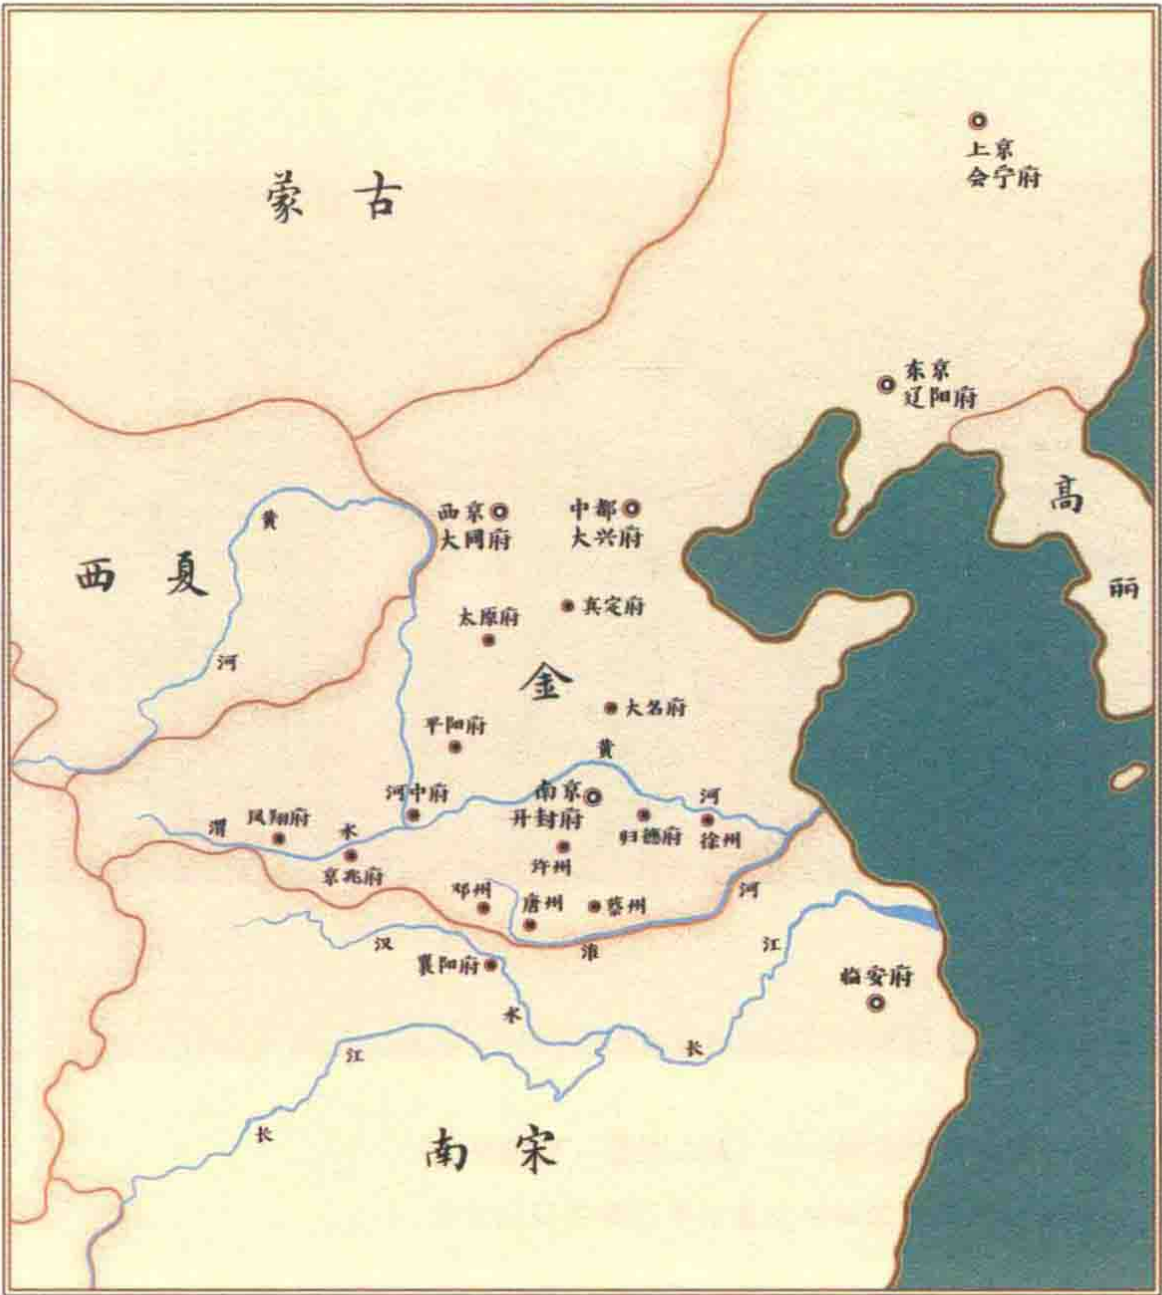 蒙 古
上京
会宁府
东京
辽阳府
高
丽
西京
大同府
中都
大兴府
黄
西 夏
河
真定府
太原府
金
大名府
平阳府
黄
河中府
南京
开封府
河
凤翔府
渭
水
京兆府
归德府
徐州
许州
邓州
唐州
蔡州
河
汉
襄阳府
淮
江
临安府
水
江
长
长
南 宋